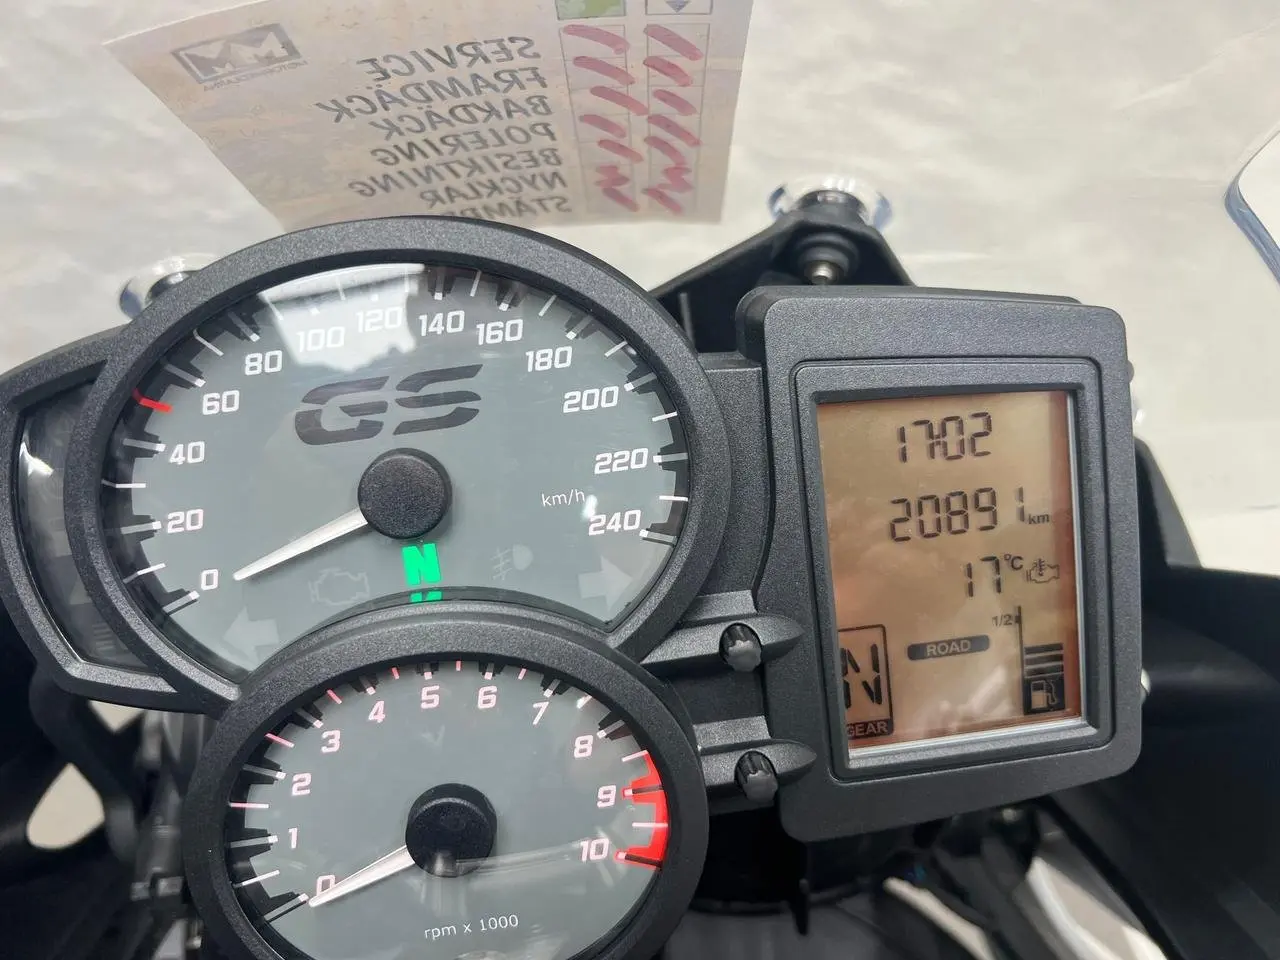 MM
SERVICE
FRAMDÄCK
BAKDÄCK
POLERING
BESIKTNING
NYCKLAR
0 20 40 60 80 100 120 140 160 180 200 220 240
GS
km/h
N
17:02
20891 km
17 °C
1/2
ROAD
N
GEAR
0 1 2 3 4 5 6 7 8 9 10
rpm x 1000